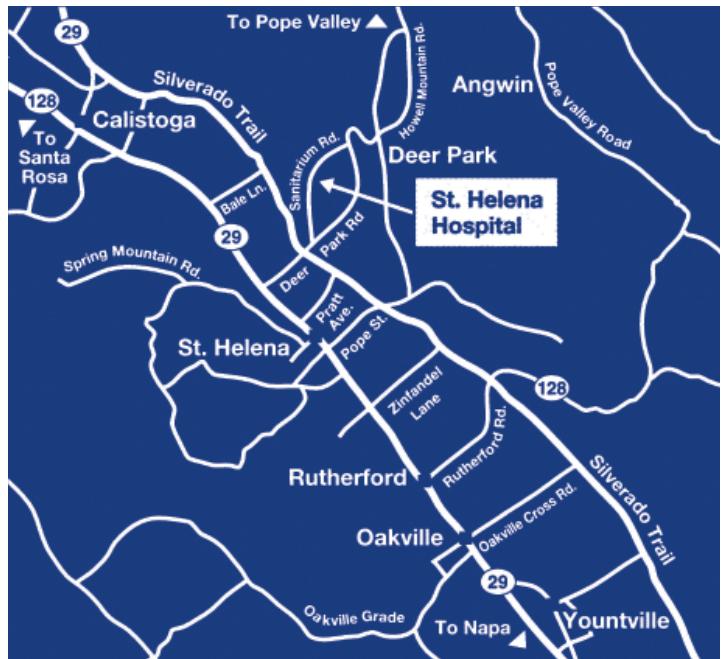 To Pope Valley
29
Silverado Trail
Howell Mountain Rd.
Angwin
Pope Valley Road
128
Calistoga
To
Santa
Rosa
Sanitarium Rd.
Deer Park
Bale Ln.
St. Helena
Hospital
29
Deer Park Rd
Spring Mountain Rd.
Pratt
Ave.
Pope St.
St. Helena
Zinfandel
Lane
128
Rutherford
Rutherford Rd.
Silverado Trail
Oakville
Oakville Cross Rd.
29
Oakville Grade
To Napa
Yountville